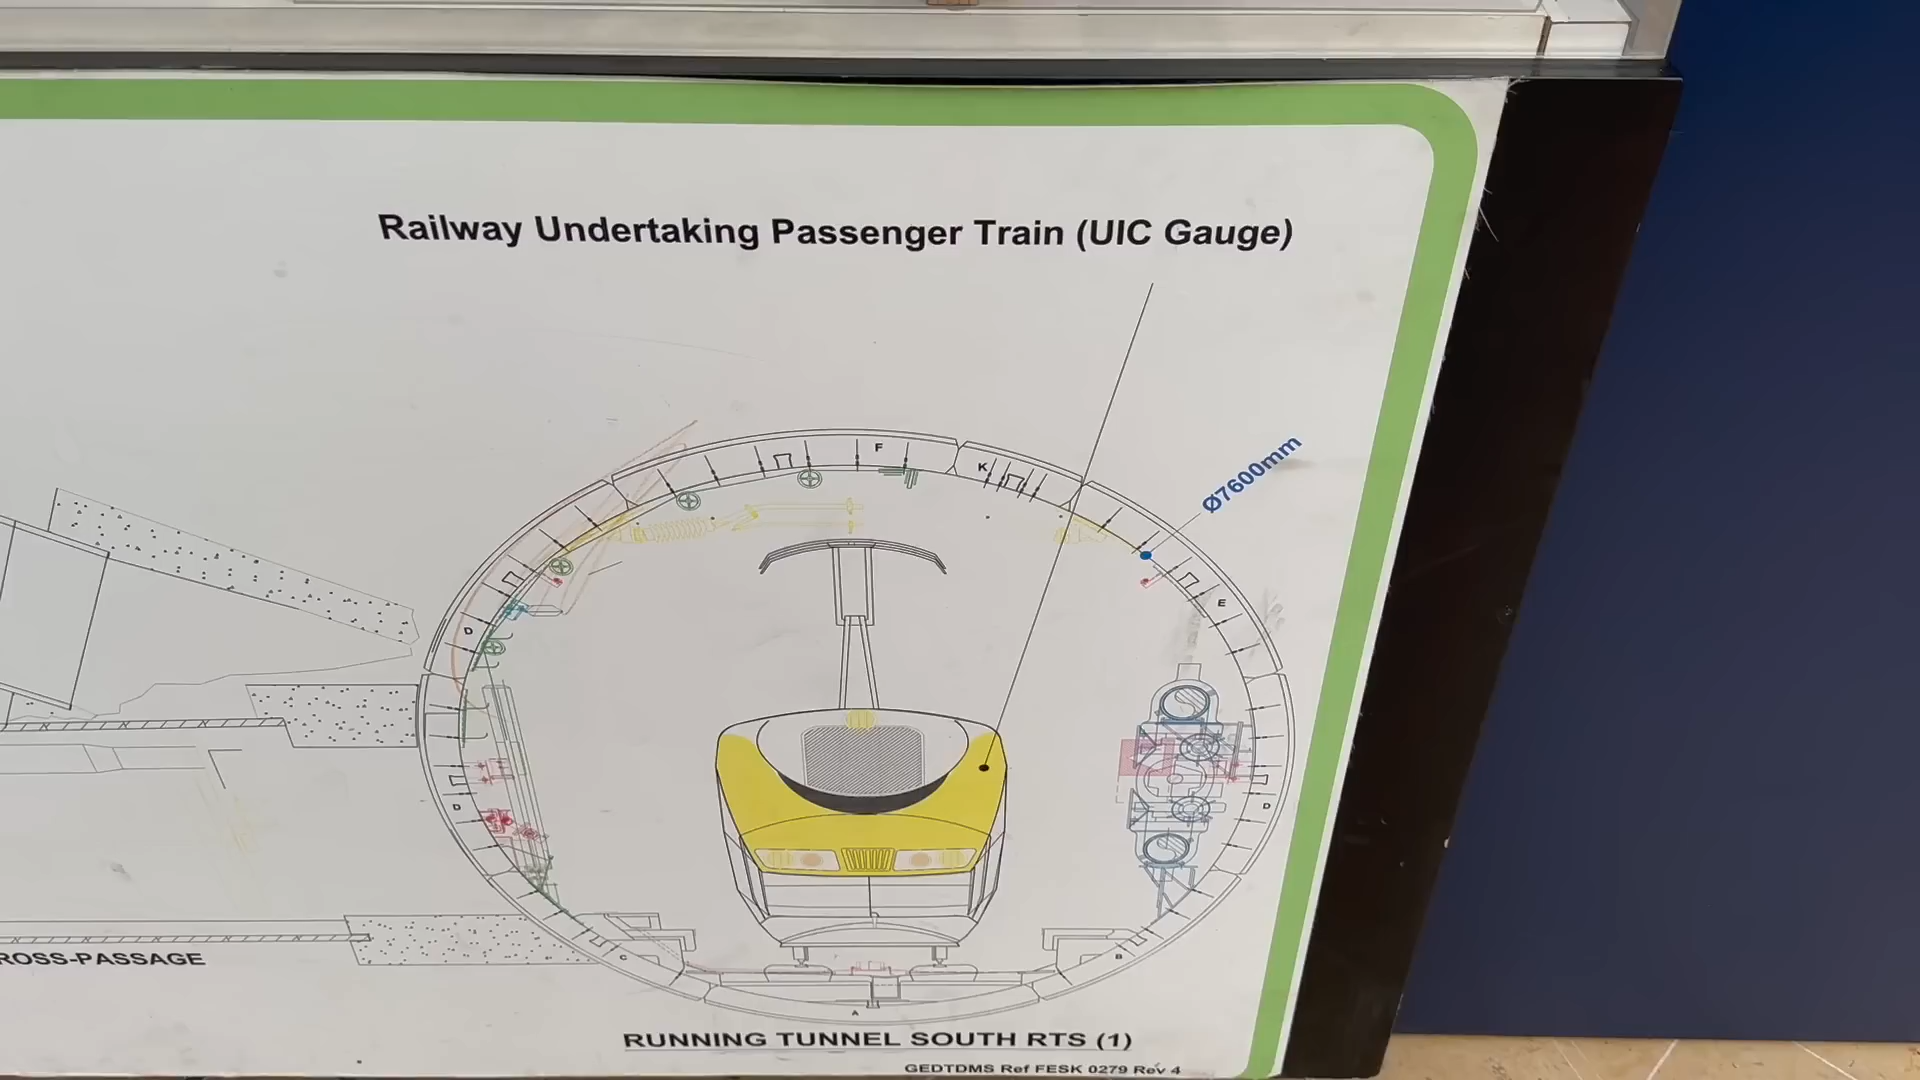 Railway Undertaking Passenger Train (UIC Gauge)
Ø7600mm
F
K
E
D
D
D
C
B
A
ROSS-PASSAGE
RUNNING TUNNEL SOUTH RTS (1)
GEDTDMS Ref FESK 0279 Rev 4